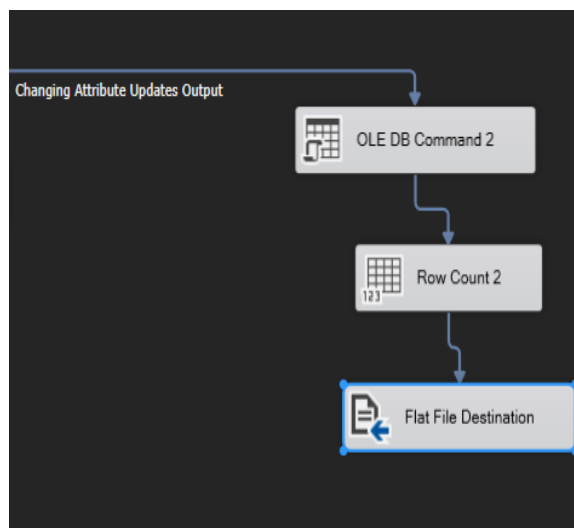 Changing Attribute Updates Output
OLE DB Command 2
123
Row Count 2
Flat File Destination